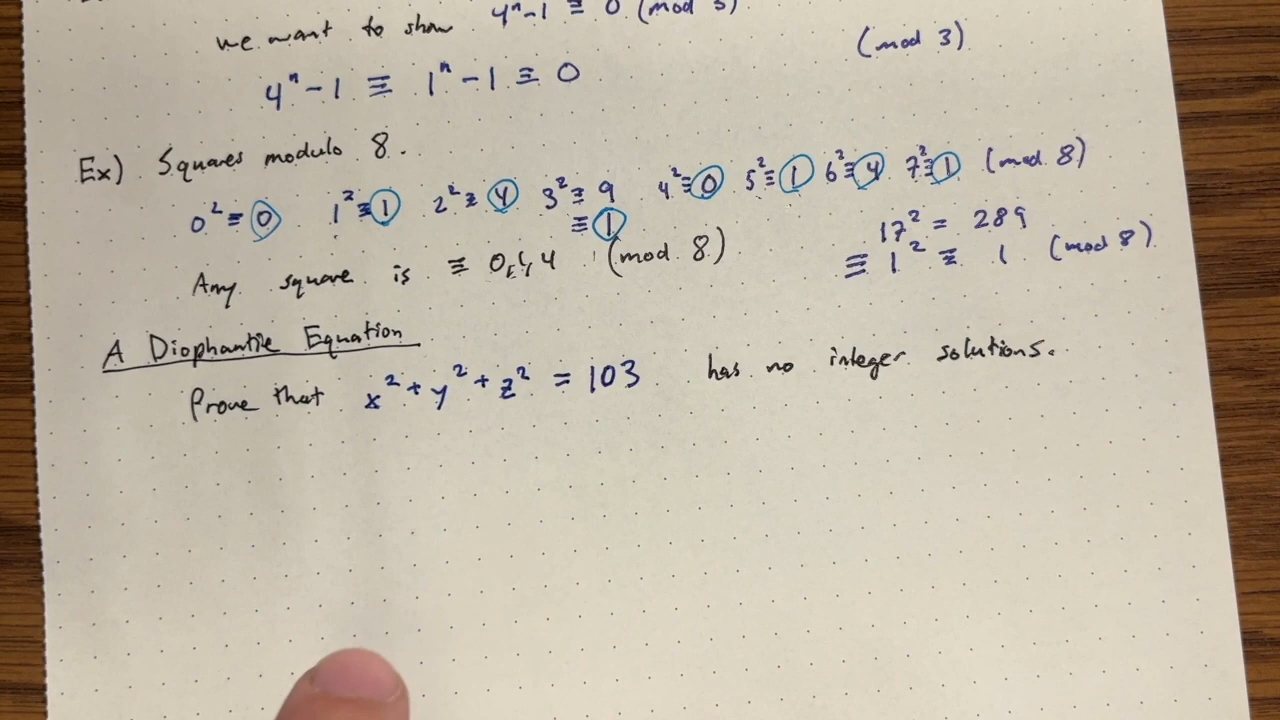 we want to show 4ⁿ-1 ≡ 0 (mod 3)
4ⁿ - 1 ≡ 1ⁿ - 1 ≡ 0 (mod 3)
Ex) Squares modulo 8.
0² ≡ 0 1² ≡ 1 2² ≡ 4 3² ≡ 9 4² ≡ 0 5² ≡ 1 6² ≡ 4 7² ≡ 1 (mod 8)
≡ 1
17² = 289
Any square is ≡ 0, 1, 4 (mod 8)
≡ 1² ≡ 1 (mod 8).
A Diophantie Equation
Prove that x² + y² + z² = 103 has no integer solutions.